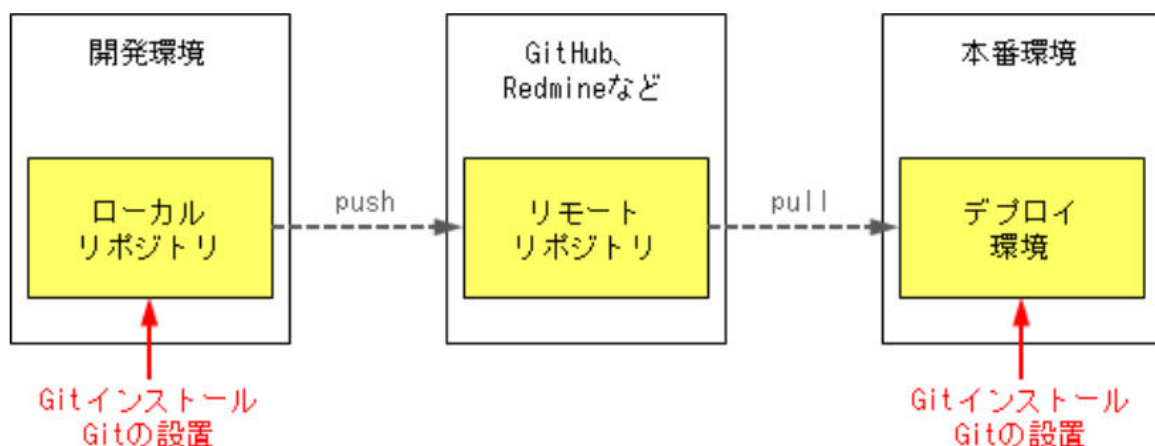 開発環境
GitHub、
Redmineなど
本番環境
ローカル
リポジトリ
push
リモート
リポジトリ
pull
デプロイ
環境
Gitインストール
Gitの設置
Gitインストール
Gitの設置